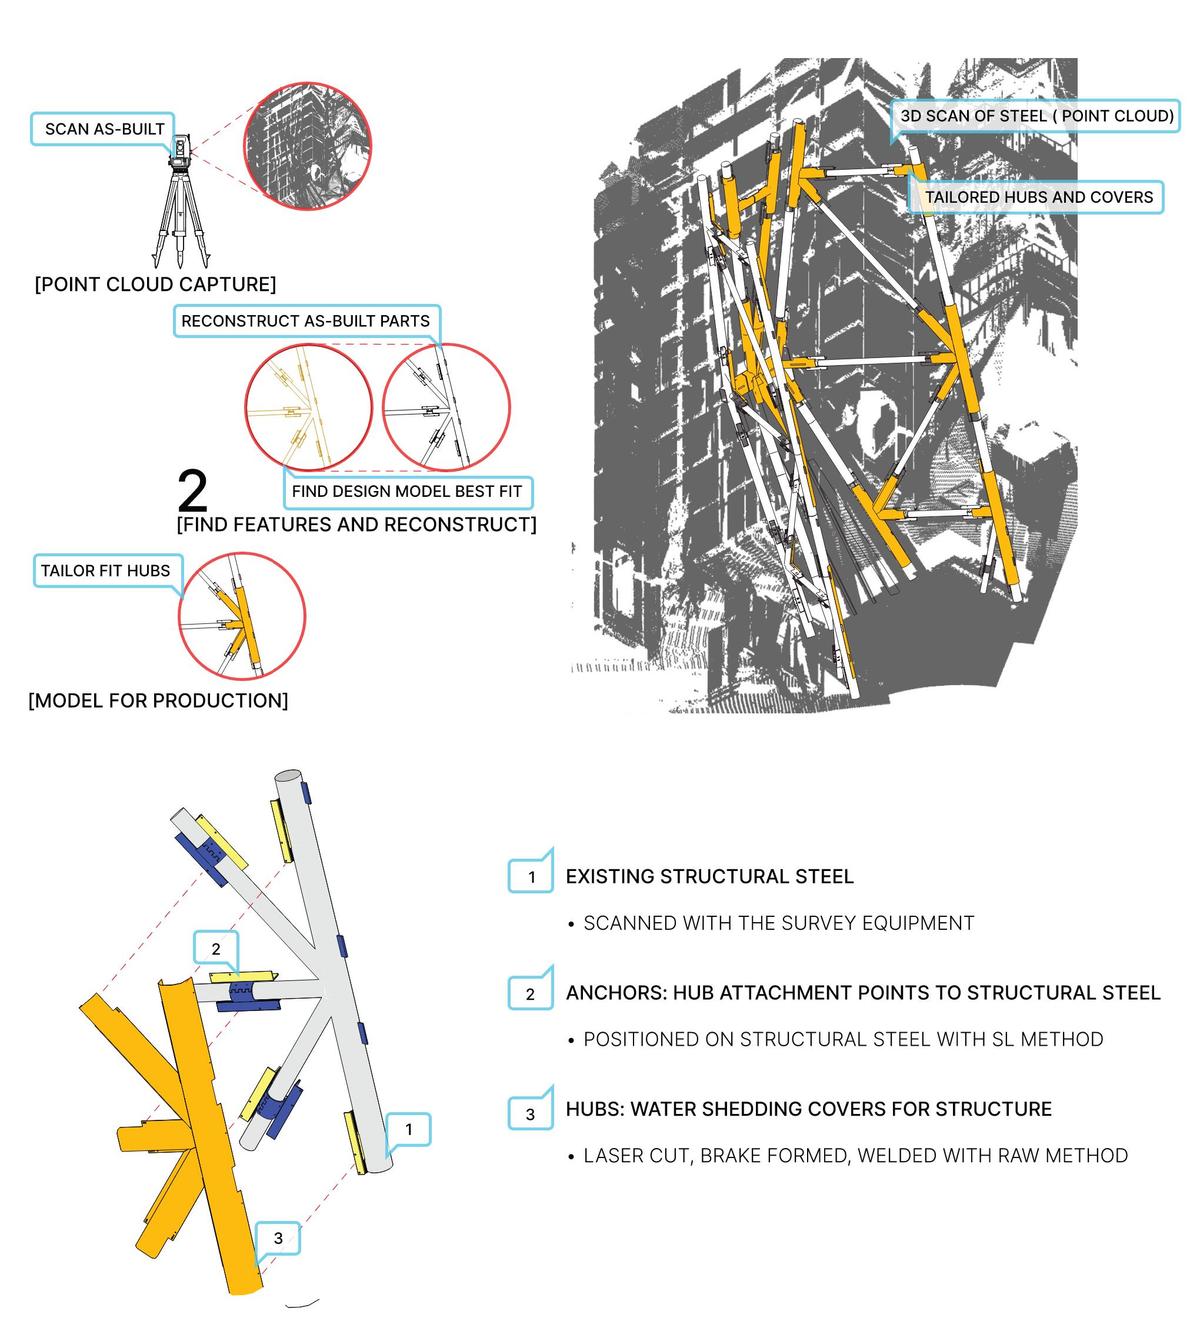 SCAN AS-BUILT
[POINT CLOUD CAPTURE]
3D SCAN OF STEEL ( POINT CLOUD)
TAILORED HUBS AND COVERS
RECONSTRUCT AS-BUILT PARTS
FIND DESIGN MODEL BEST FIT
2
[FIND FEATURES AND RECONSTRUCT]
TAILOR FIT HUBS
[MODEL FOR PRODUCTION]
2
1
3
1 EXISTING STRUCTURAL STEEL
• SCANNED WITH THE SURVEY EQUIPMENT
2 ANCHORS: HUB ATTACHMENT POINTS TO STRUCTURAL STEEL
• POSITIONED ON STRUCTURAL STEEL WITH SL METHOD
3 HUBS: WATER SHEDDING COVERS FOR STRUCTURE
• LASER CUT, BRAKE FORMED, WELDED WITH RAW METHOD